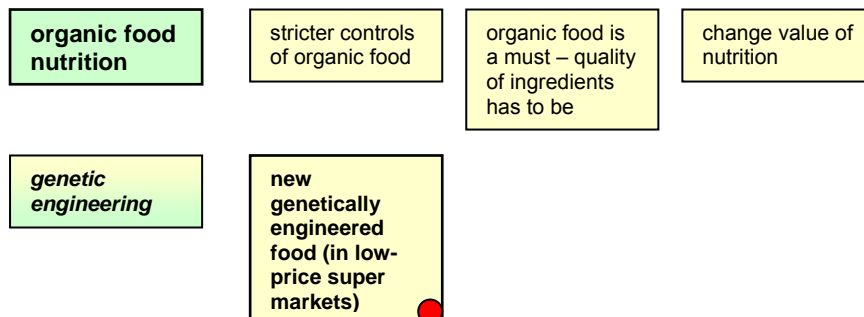 organic food
nutrition
stricter controls
of organic food
organic food is
a must – quality
of ingredients
has to be
change value of
nutrition
genetic
engineering
new
genetically
engineered
food (in low-
price super
markets)